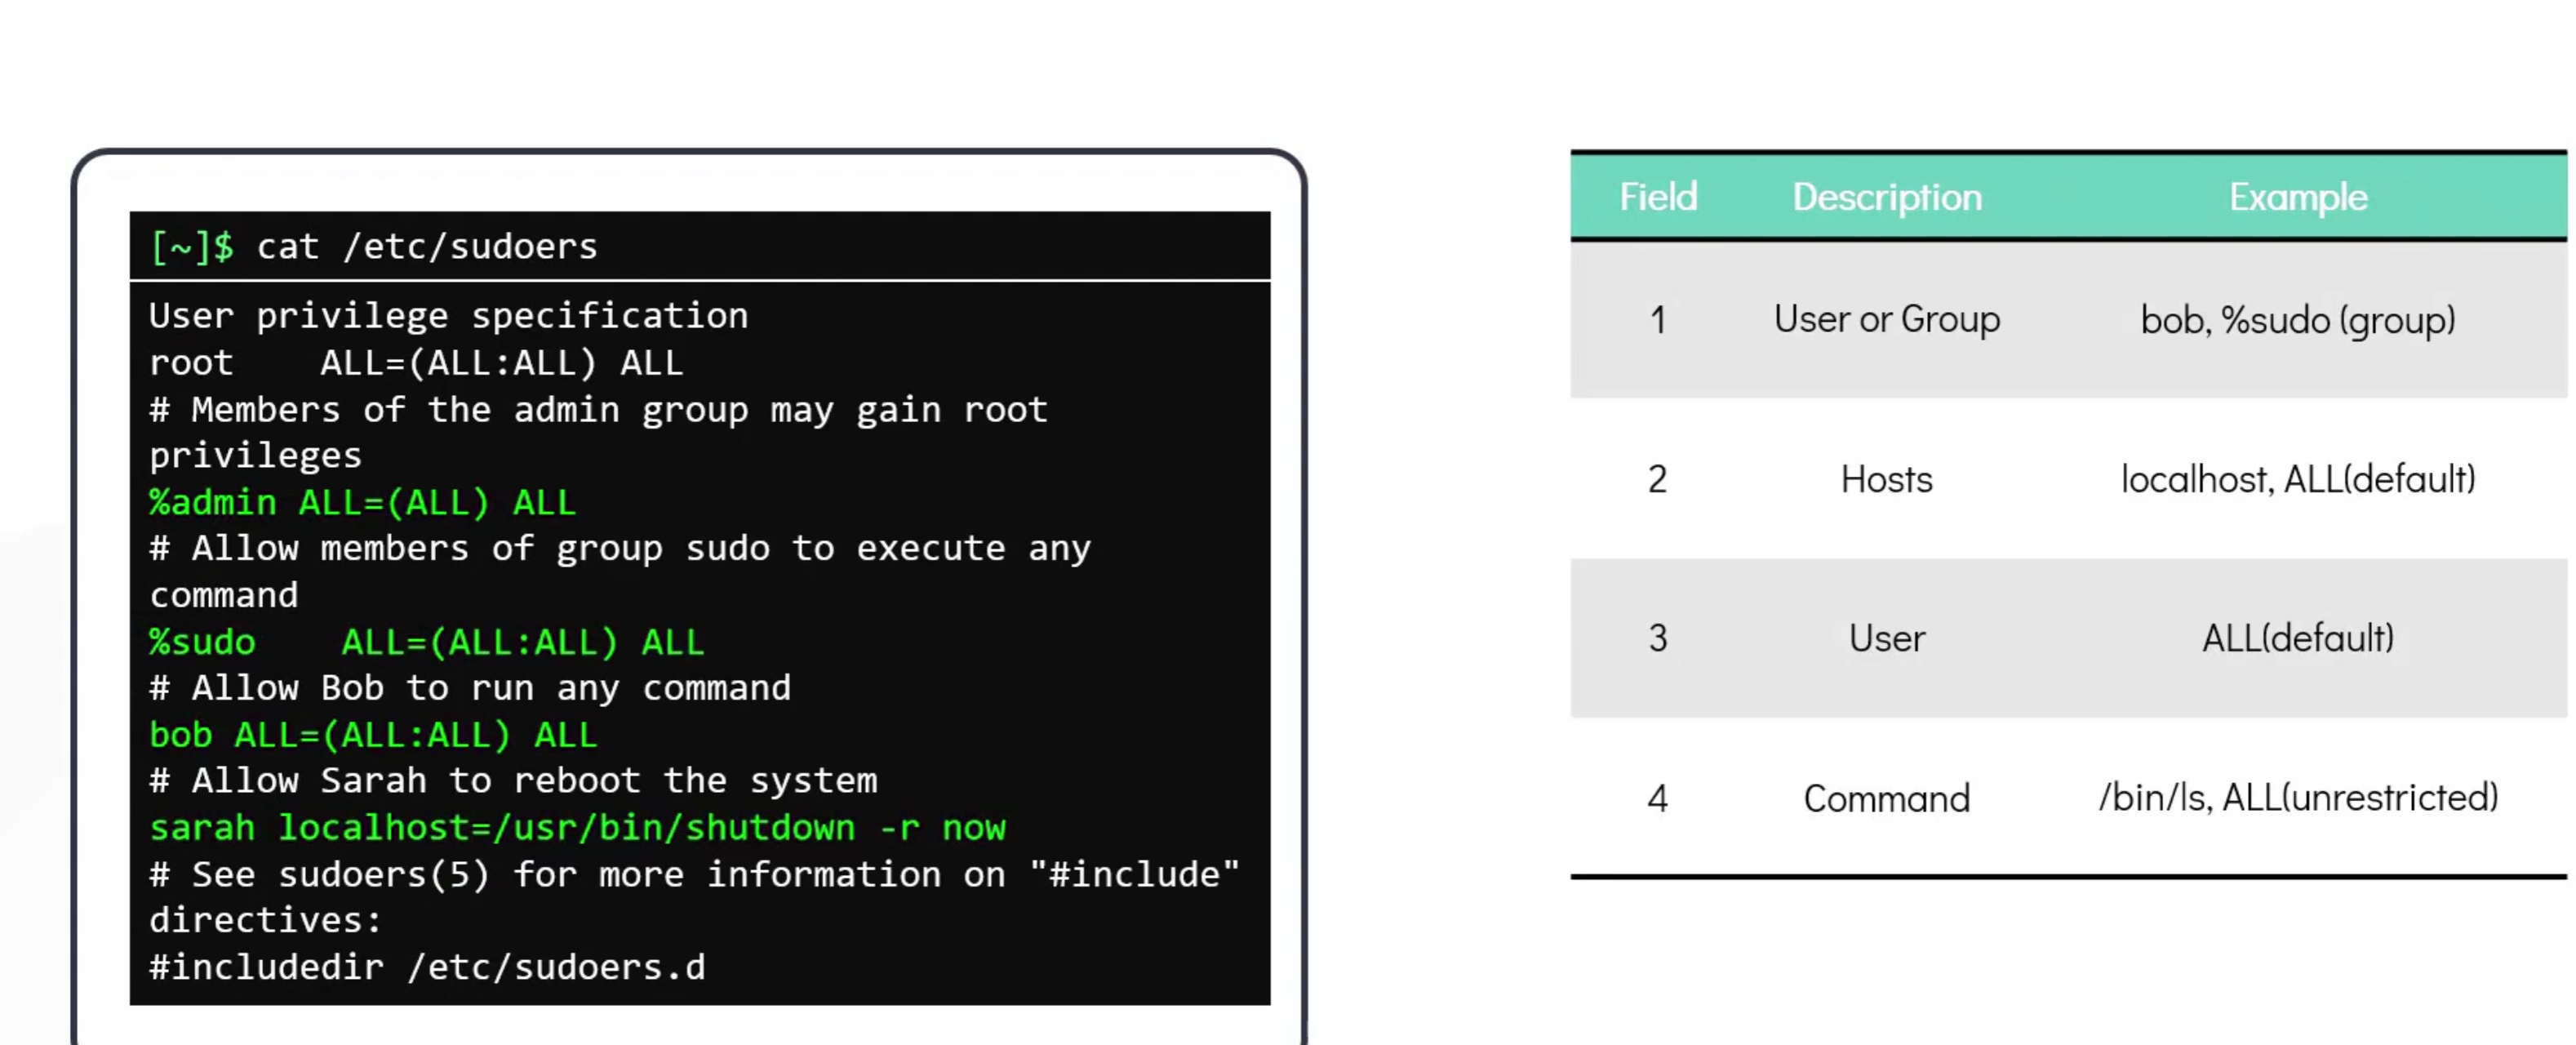 [~]$ cat /etc/sudoers
User privilege specification
root    ALL=(ALL:ALL) ALL
# Members of the admin group may gain root
privileges
%admin ALL=(ALL) ALL
# Allow members of group sudo to execute any
command
%sudo    ALL=(ALL:ALL) ALL
# Allow Bob to run any command
bob ALL=(ALL:ALL) ALL
# Allow Sarah to reboot the system
sarah localhost=/usr/bin/shutdown -r now
# See sudoers(5) for more information on "#include"
directives:
#includedir /etc/sudoers.d
Field Description Example
1 User or Group bob, %sudo (group)
2 Hosts localhost, ALL(default)
3 User ALL(default)
4 Command /bin/ls, ALL(unrestricted)